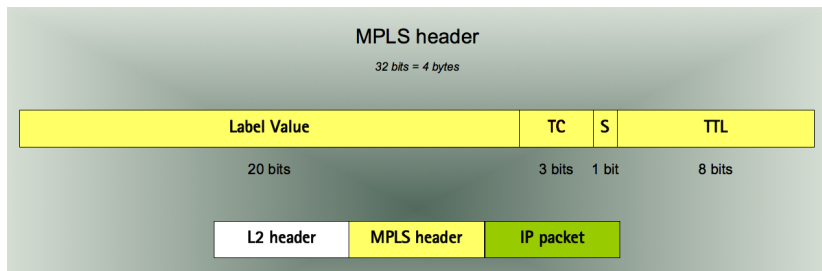 MPLS header
32 bits = 4 bytes
Label Value TC S TTL
20 bits 3 bits 1 bit 8 bits
L2 header MPLS header IP packet